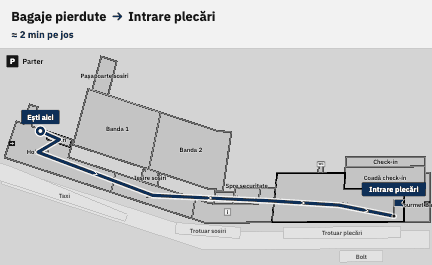 Bagaje pierdute → Intrare plecări
≈ 2 min pe jos
P Parter
Pașapoarte sosiri
Ești aici
Banda 1
Banda 2
Check-in
Ieșire sosiri
Spre securitate
Coadă check-in
Intrare plecări
Taxi
Trotuar sosiri
Trotuar plecări
Bolt